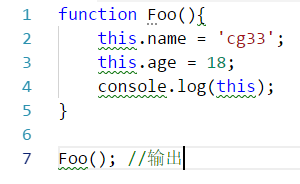 1 function Foo(){
2     this.name = 'cg33';
3     this.age = 18;
4     console.log(this);
5 }
6
7 Foo(); //输出